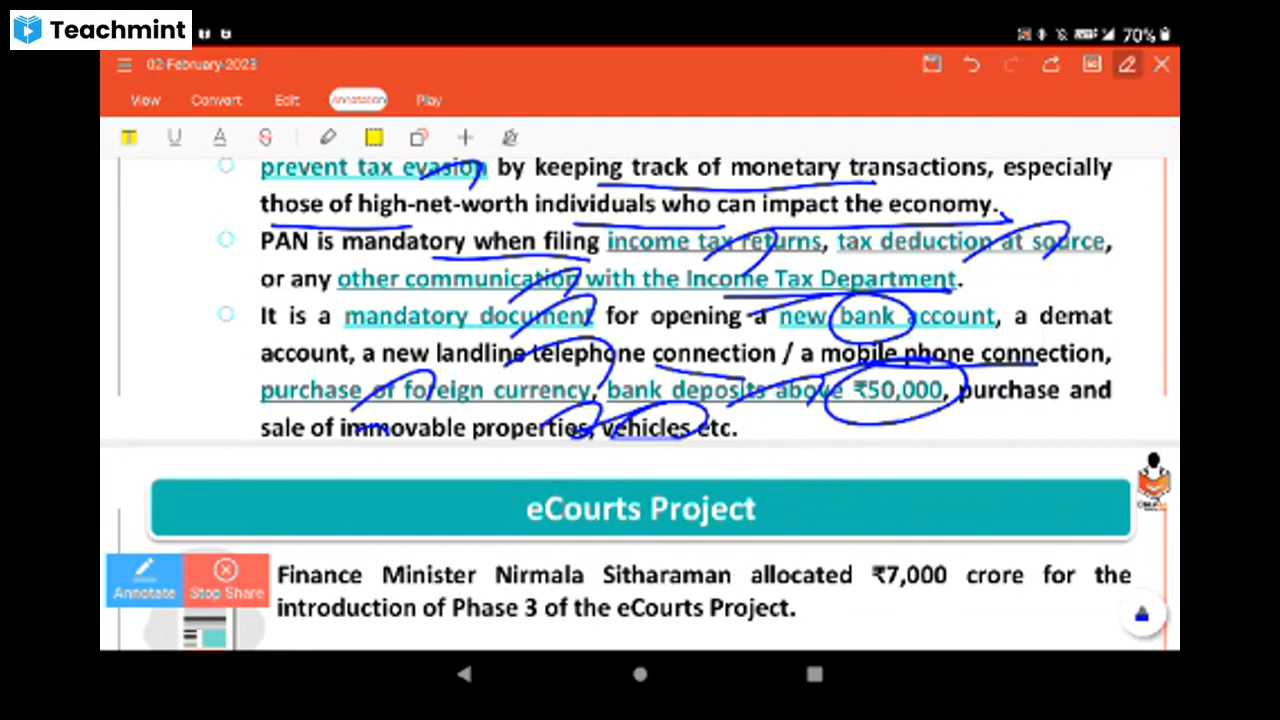 Teachmint
70%
02-February-2023
View Convert Edit Annotation Play
prevent tax evasion by keeping track of monetary transactions, especially
those of high-net-worth individuals who can impact the economy.
PAN is mandatory when filing income tax returns, tax deduction at source,
or any other communication with the Income Tax Department.
It is a mandatory document for opening a new bank account, a demat
account, a new landline telephone connection / a mobile phone connection,
purchase of foreign currency, bank deposits above ₹50,000, purchase and
sale of immovable properties, vehicles etc.
eCourts Project
Annotate Stop Share
Finance Minister Nirmala Sitharaman allocated ₹7,000 crore for the
introduction of Phase 3 of the eCourts Project.